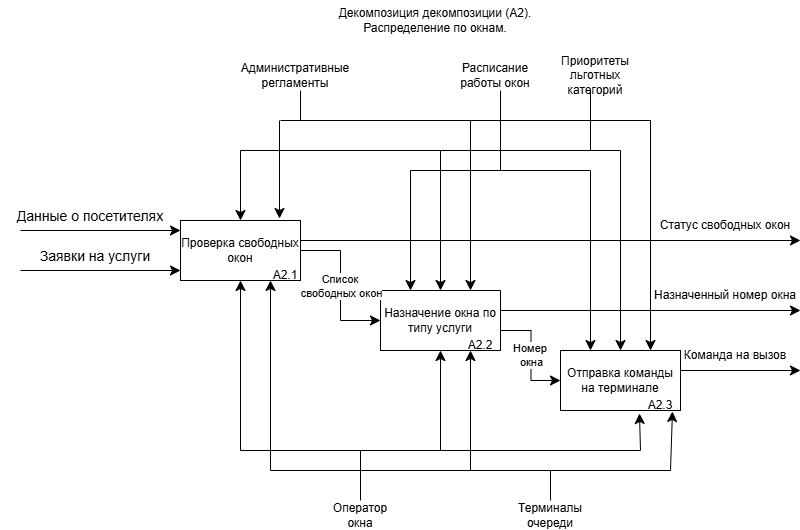 Декомпозиция декомпозиции (А2).
Распределение по окнам.
Административные
регламенты
Расписание
работы окон
Приоритеты
льготных
категорий
Данные о посетителях
Заявки на услуги
Проверка свободных
окон
А2.1
Статус свободных окон
Список
свободных окон
Назначение окна по
типу услуги
А2.2
Назначенный номер окна
Номер
окна
Отправка команды
на терминале
А2.3
Команда на вызов
Оператор
окна
Терминалы
очереди